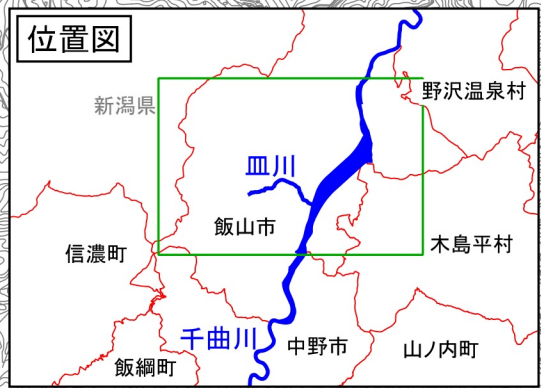 位置図
新潟県
野沢温泉村
皿川
飯山市
木島平村
信濃町
千曲川
中野市
山ノ内町
飯綱町